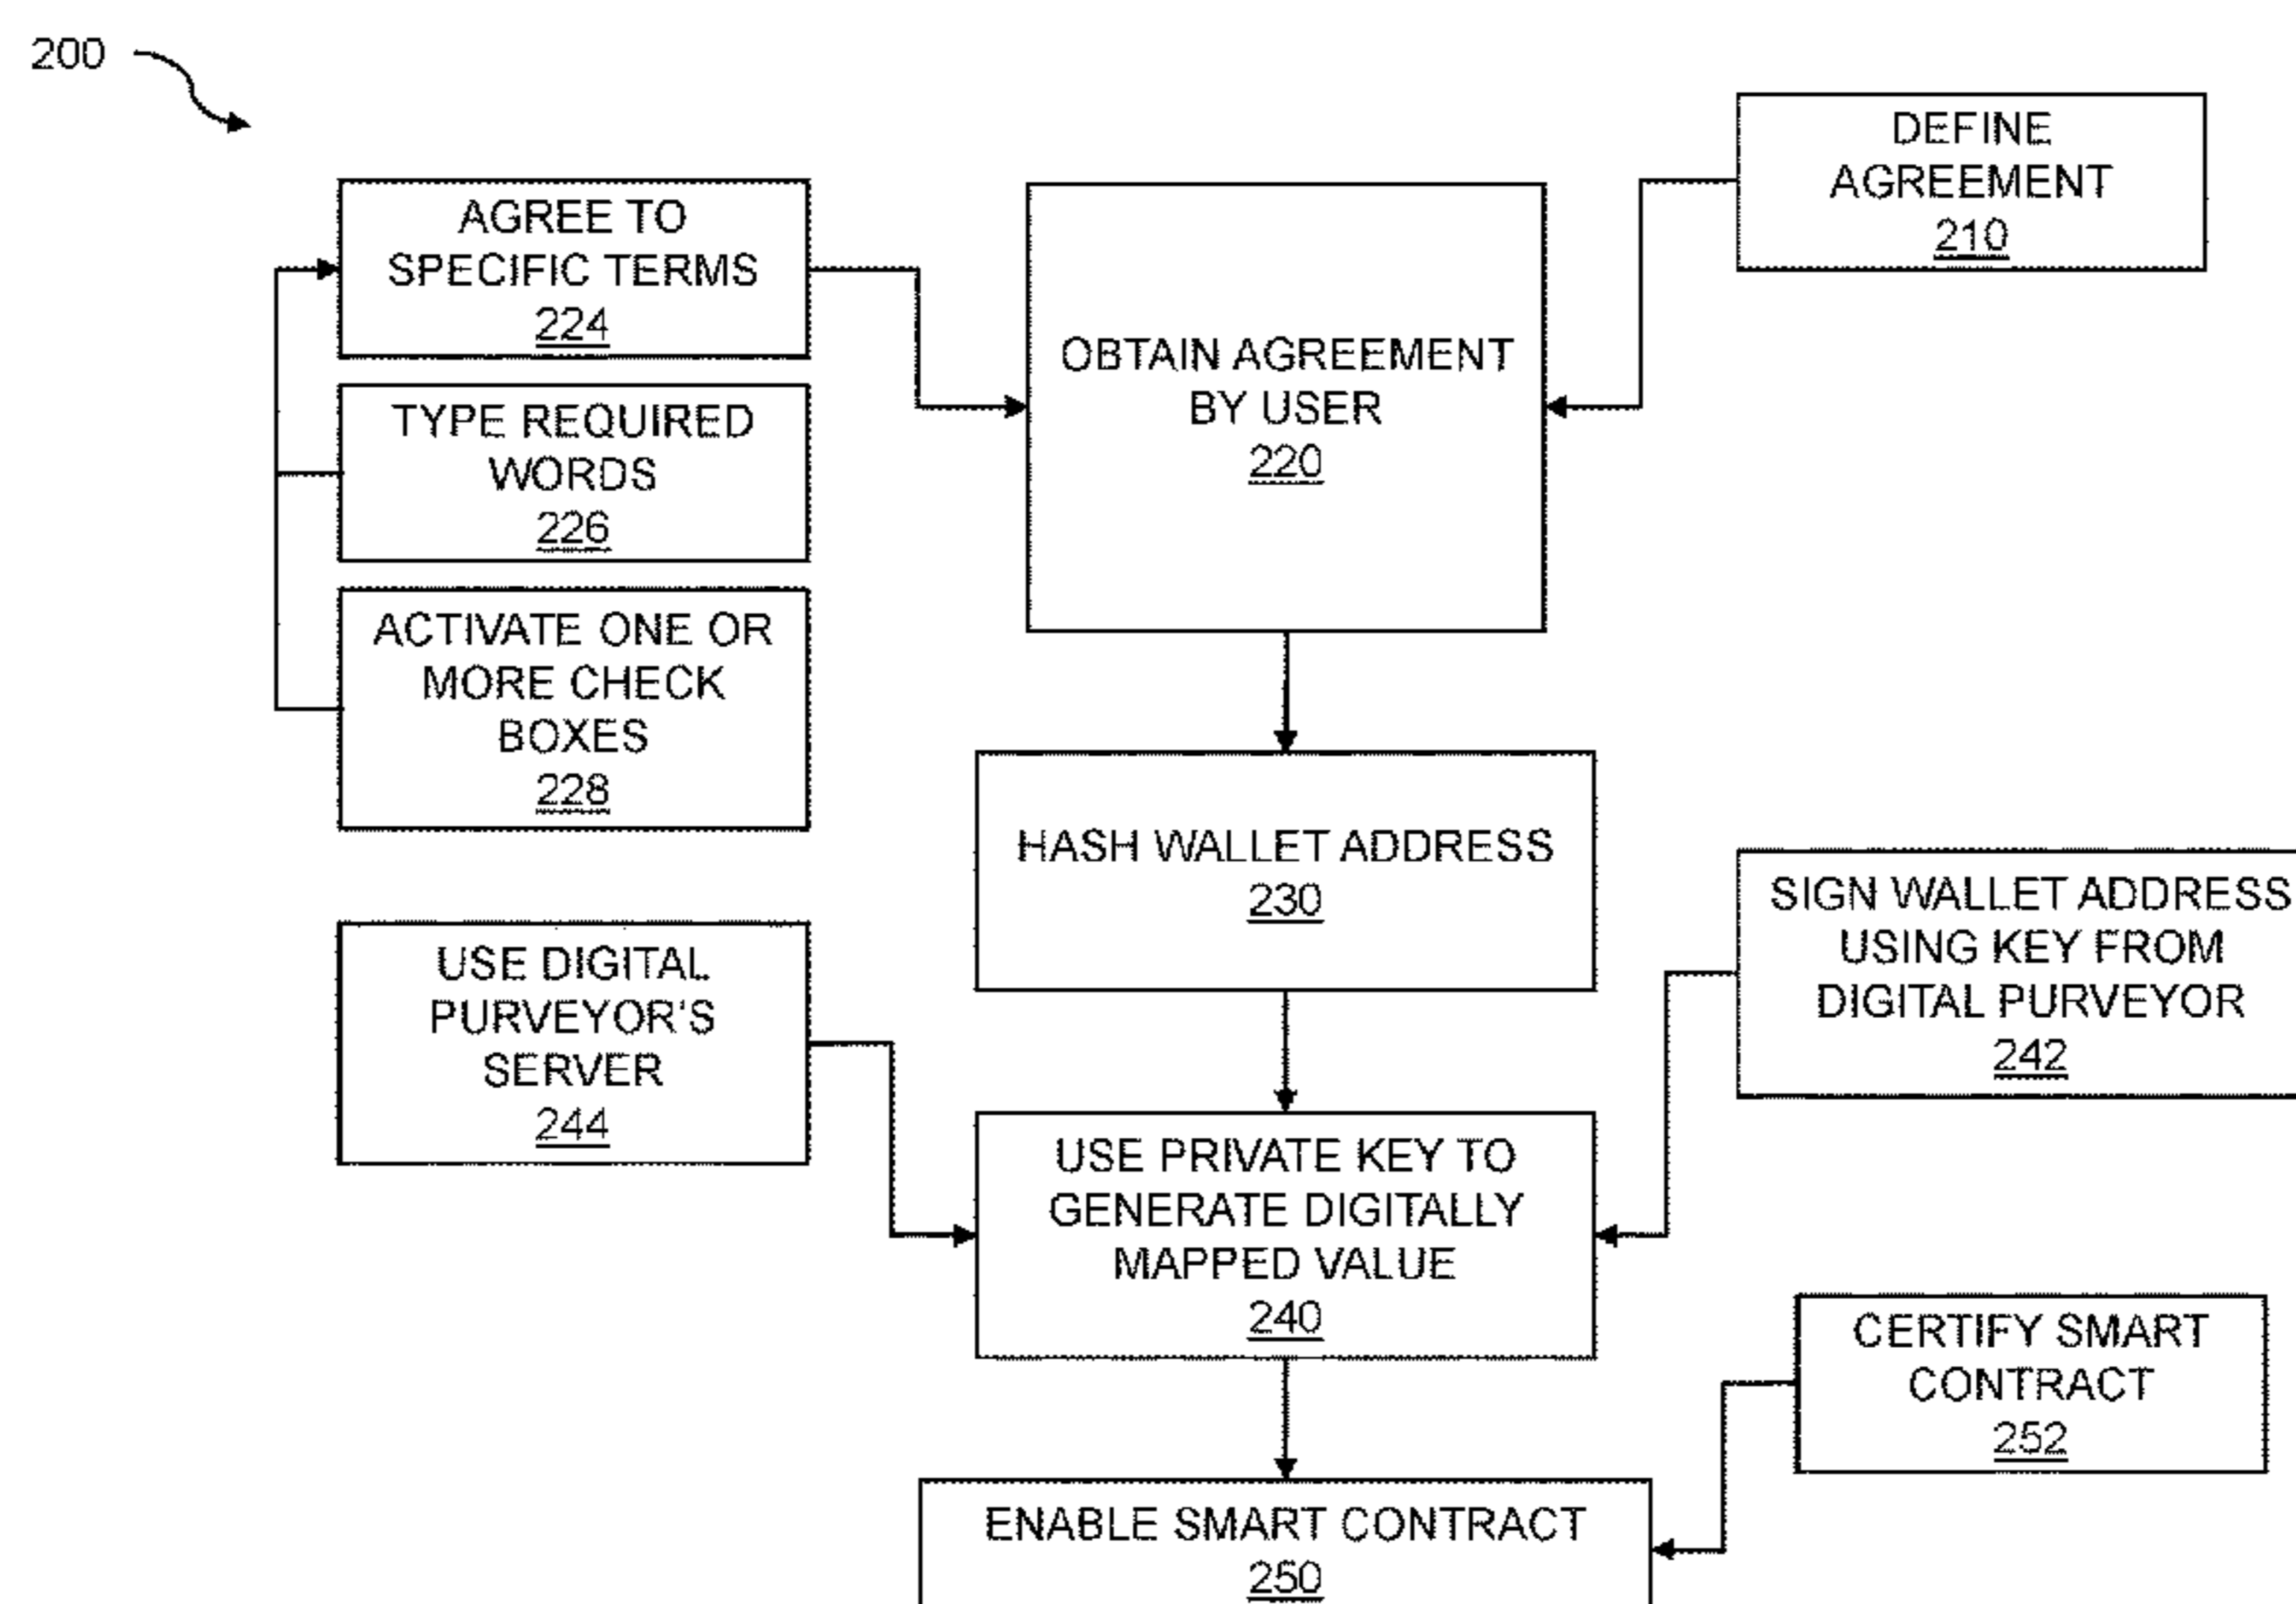 200
DEFINE
AGREEMENT
210
AGREE TO
SPECIFIC TERMS
224
OBTAIN AGREEMENT
BY USER
220
TYPE REQUIRED
WORDS
226
ACTIVATE ONE OR
MORE CHECK
BOXES
228
HASH WALLET ADDRESS
230
SIGN WALLET ADDRESS
USING KEY FROM
DIGITAL PURVEYOR
242
USE DIGITAL
PURVEYOR'S
SERVER
244
USE PRIVATE KEY TO
GENERATE DIGITALLY
MAPPED VALUE
240
CERTIFY SMART
CONTRACT
252
ENABLE SMART CONTRACT
250